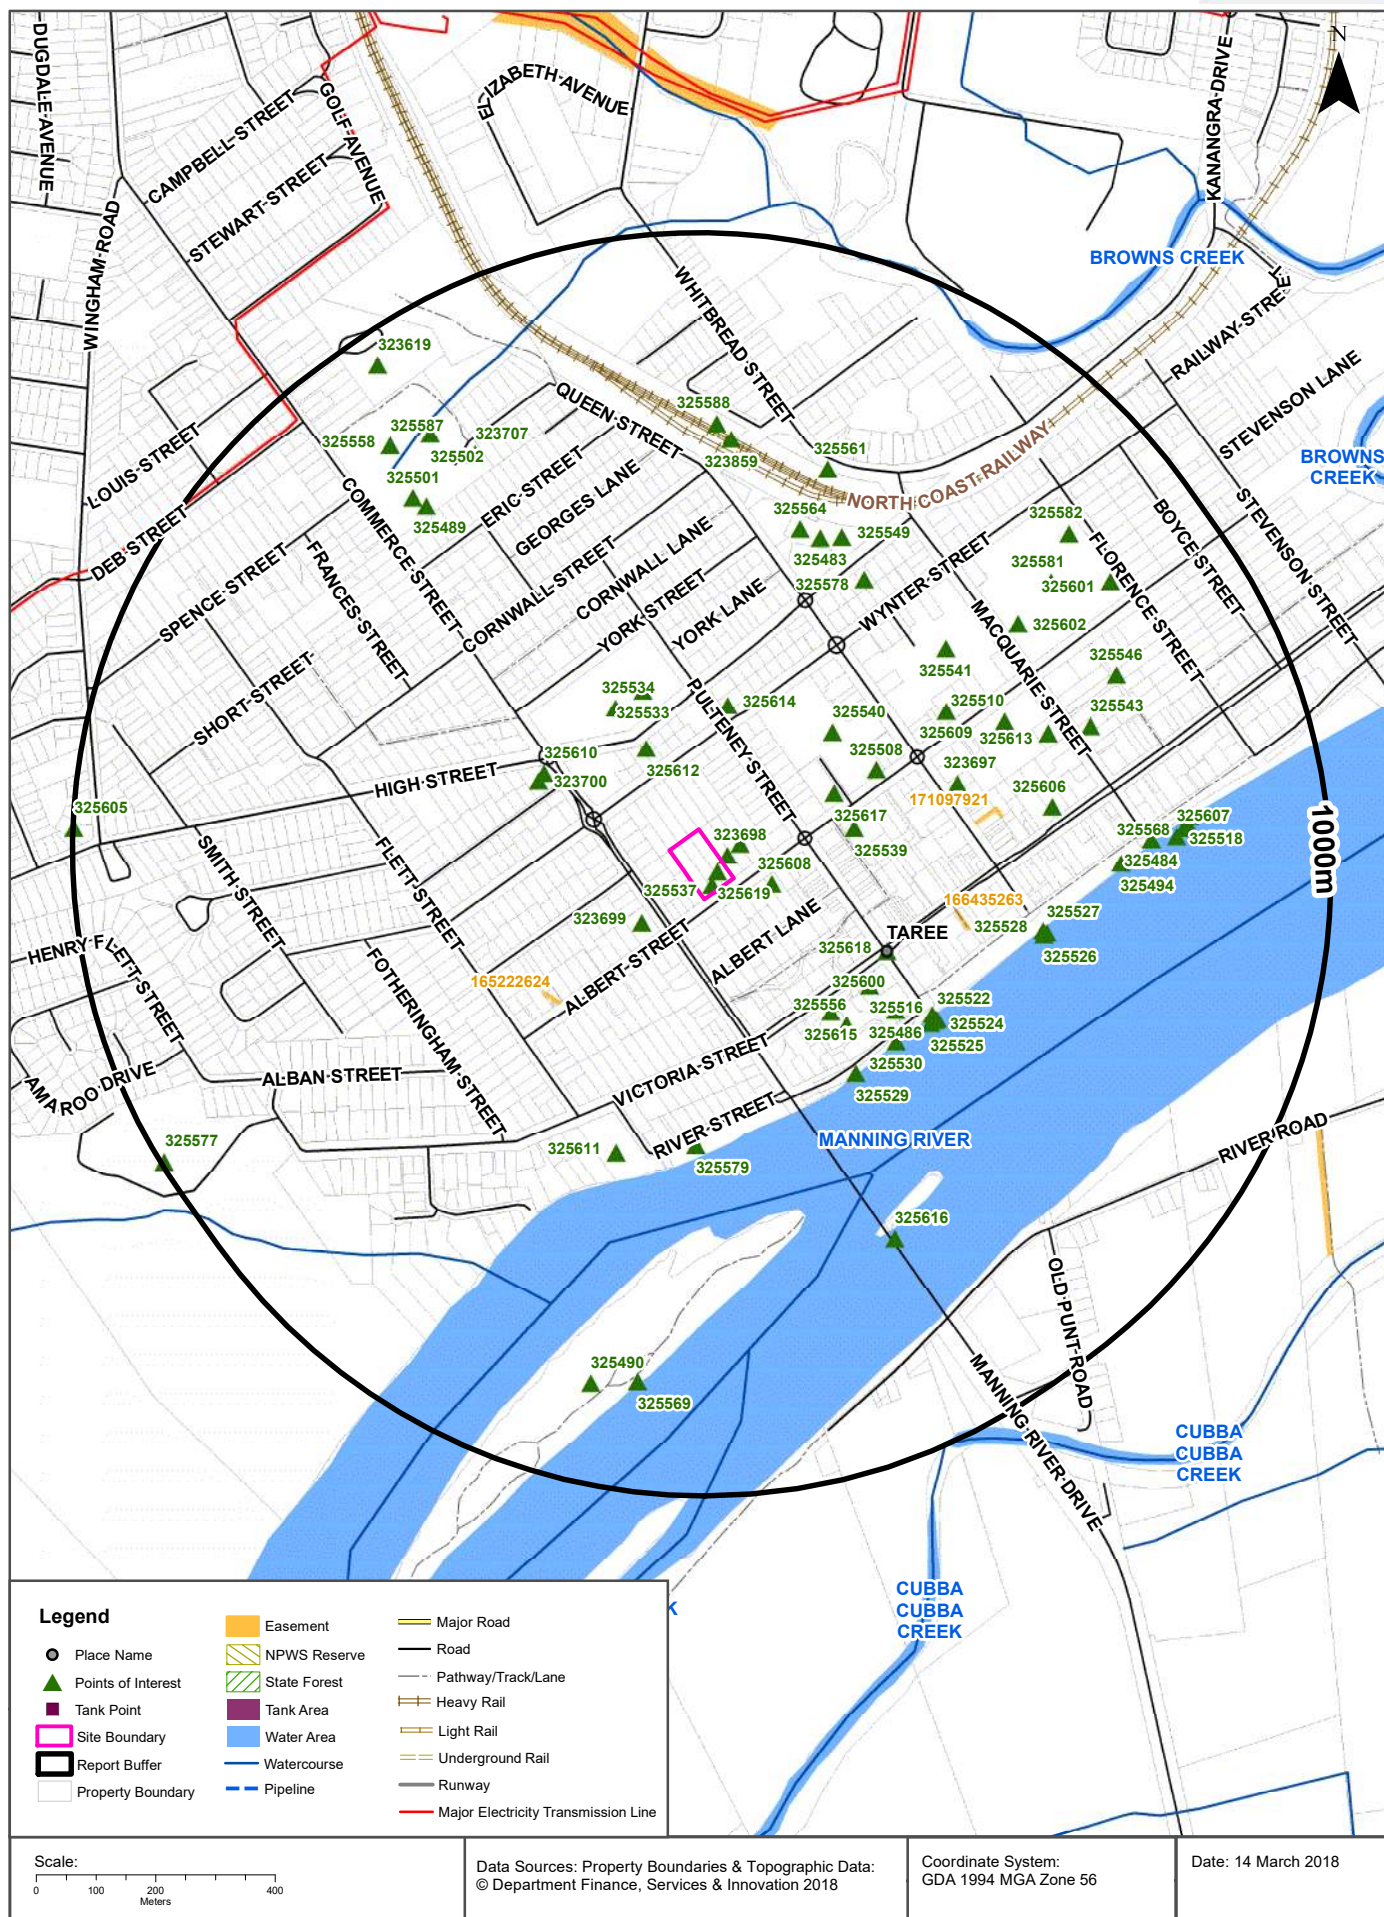 N
DUGDALE AVENUE
CAMPBELL STREET
GOLF AVENUE
ELIZABETH AVENUE
KANANGRA DRIVE
STEWART STREET
WINGHAM ROAD
BROWNS CREEK
WHITBREAD STREET
RAILWAY STREET
323619
STEVENSON LANE
QUEEN STREET
325588
325587
323707
325558
325502
323859
325561
BROWNS
CREEK
LOUIS STREET
325501
325489
ERIC STREET
GEORGES LANE
NORTH COAST RAILWAY
COMMERCE STREET
325564
325549
325582
BOYCE STREET
STEVENSON STREET
DEB STREET
CORNWALL LANE
325483
325581
FLORENCE STREET
SPENCE STREET
FRANCES STREET
CORNWALL STREET
YORK STREET
325578
WYNTER STREET
325601
YORK LANE
MACQUARIE STREET
325602
325541
325546
SHORT STREET
325534
325533
PULTENEY STREET
325614
325540
325510
325543
325609
325613
325610
325612
325508
323700
HIGH STREET
323697
171097921
325606
325605
325617
325607
SMITH STREET
FLETT STREET
323698
325539
325568
325518
1000m
325608
325484
325537
325619
325494
323699
166435263
HENRY FLETT STREET
ALBERT STREET
ALBERT LANE
325618
TAREE
325528
325527
325526
FOTHERINGHAM STREET
165222624
325600
325556
325516
325522
325524
325615
325486
325525
325530
AMAROO DRIVE
ALBAN STREET
VICTORIA STREET
325529
RIVER STREET
MANNING RIVER
RIVER ROAD
325577
325611
325579
325616
OLD PUNT ROAD
325490
325569
MANNING RIVER DRIVE
CUBBA
CUBBA
CREEK
CUBBA
CUBBA
CREEK
K
Legend
Place Name
Points of Interest
Tank Point
Site Boundary
Report Buffer
Property Boundary
Easement
NPWS Reserve
State Forest
Tank Area
Water Area
Watercourse
Pipeline
Major Road
Road
Pathway/Track/Lane
Heavy Rail
Light Rail
Underground Rail
Runway
Major Electricity Transmission Line
Scale:
0 100 200 400
Meters
Data Sources: Property Boundaries & Topographic Data:
© Department Finance, Services & Innovation 2018
Coordinate System:
GDA 1994 MGA Zone 56
Date: 14 March 2018